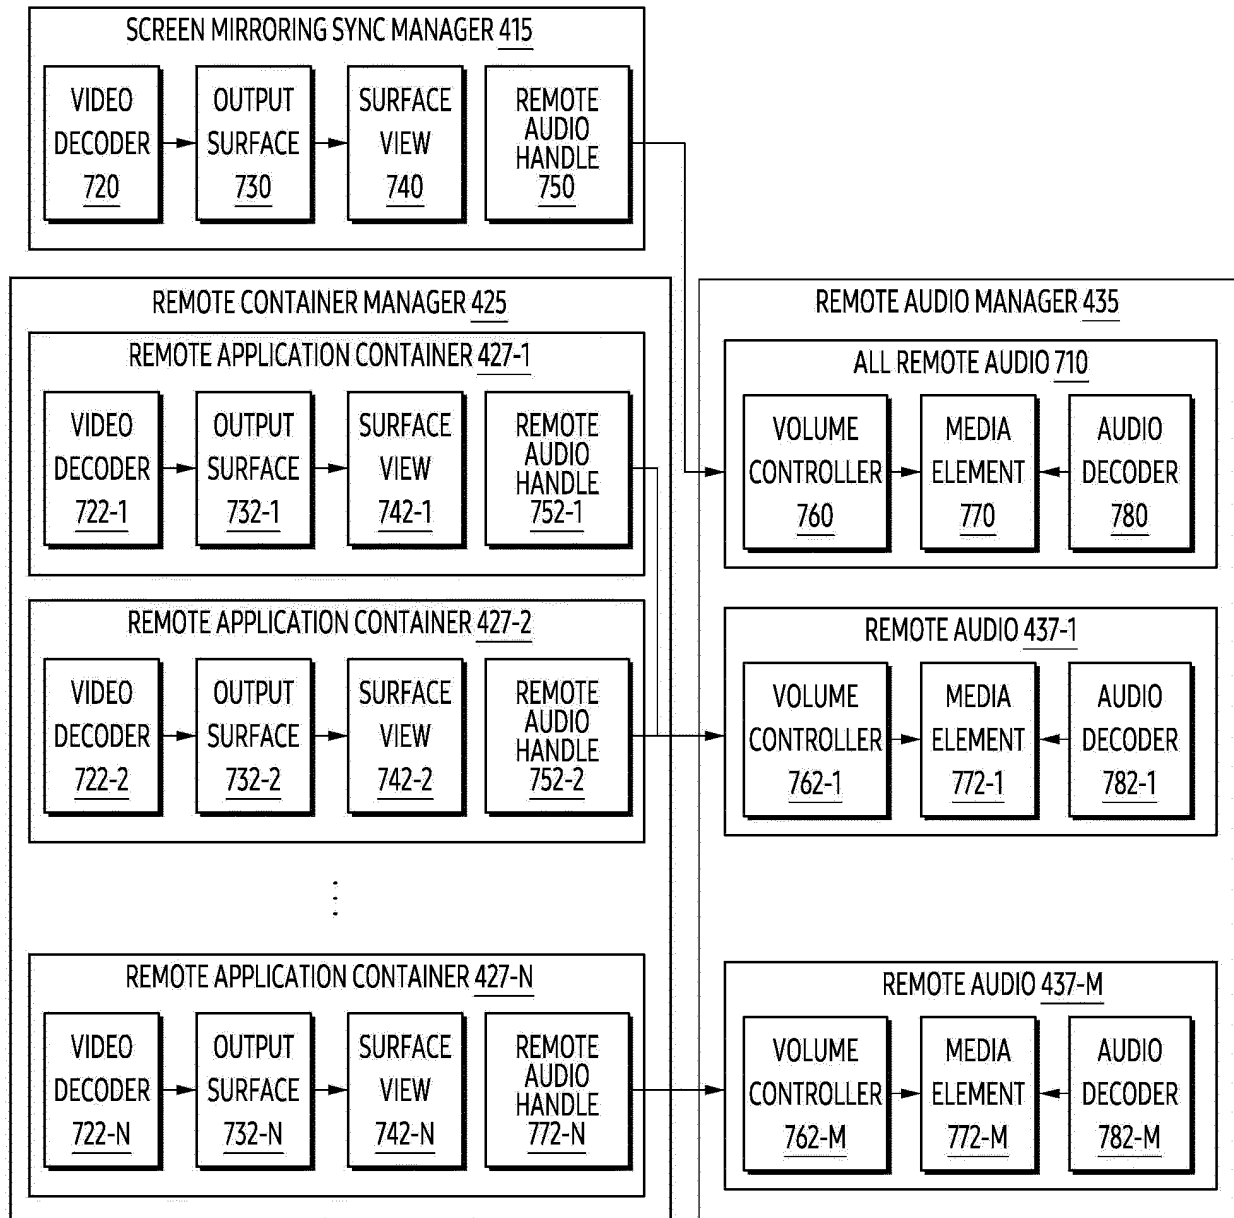 SCREEN MIRRORING SYNC MANAGER 415
VIDEO
DECODER
720
OUTPUT
SURFACE
730
SURFACE
VIEW
740
REMOTE
AUDIO
HANDLE
750
REMOTE CONTAINER MANAGER 425
REMOTE APPLICATION CONTAINER 427-1
VIDEO
DECODER
722-1
OUTPUT
SURFACE
732-1
SURFACE
VIEW
742-1
REMOTE
AUDIO
HANDLE
752-1
REMOTE APPLICATION CONTAINER 427-2
VIDEO
DECODER
722-2
OUTPUT
SURFACE
732-2
SURFACE
VIEW
742-2
REMOTE
AUDIO
HANDLE
752-2
REMOTE APPLICATION CONTAINER 427-N
VIDEO
DECODER
722-N
OUTPUT
SURFACE
732-N
SURFACE
VIEW
742-N
REMOTE
AUDIO
HANDLE
772-N
REMOTE AUDIO MANAGER 435
ALL REMOTE AUDIO 710
VOLUME
CONTROLLER
760
MEDIA
ELEMENT
770
AUDIO
DECODER
780
REMOTE AUDIO 437-1
VOLUME
CONTROLLER
762-1
MEDIA
ELEMENT
772-1
AUDIO
DECODER
782-1
REMOTE AUDIO 437-M
VOLUME
CONTROLLER
762-M
MEDIA
ELEMENT
772-M
AUDIO
DECODER
782-M